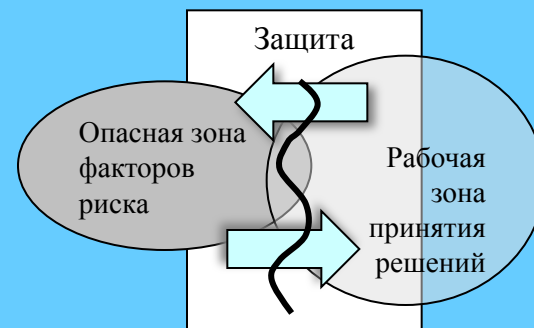 Защита
Опасная зона
факторов
риска
Рабочая
зона
принятия
решений